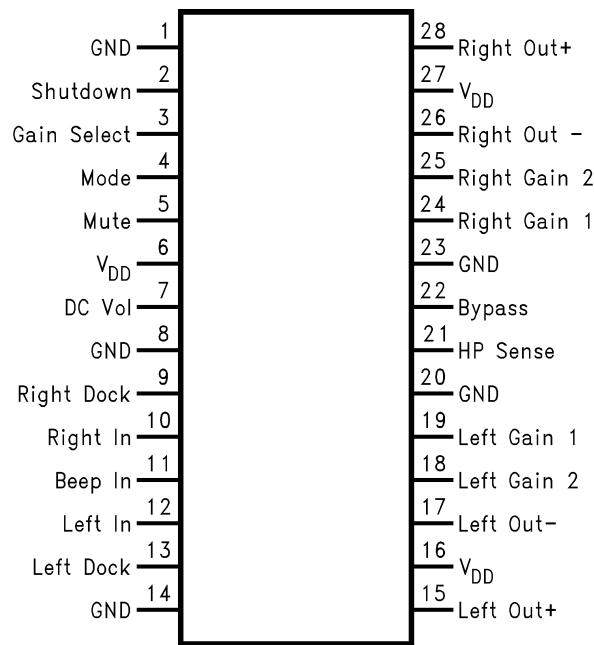 GND 1
Shutdown 2
Gain Select 3
Mode 4
Mute 5
VDD 6
DC Vol 7
GND 8
Right Dock 9
Right In 10
Beep In 11
Left In 12
Left Dock 13
GND 14
28 Right Out+
27 VDD
26 Right Out -
25 Right Gain 2
24 Right Gain 1
23 GND
22 Bypass
21 HP Sense
20 GND
19 Left Gain 1
18 Left Gain 2
17 Left Out-
16 VDD
15 Left Out+